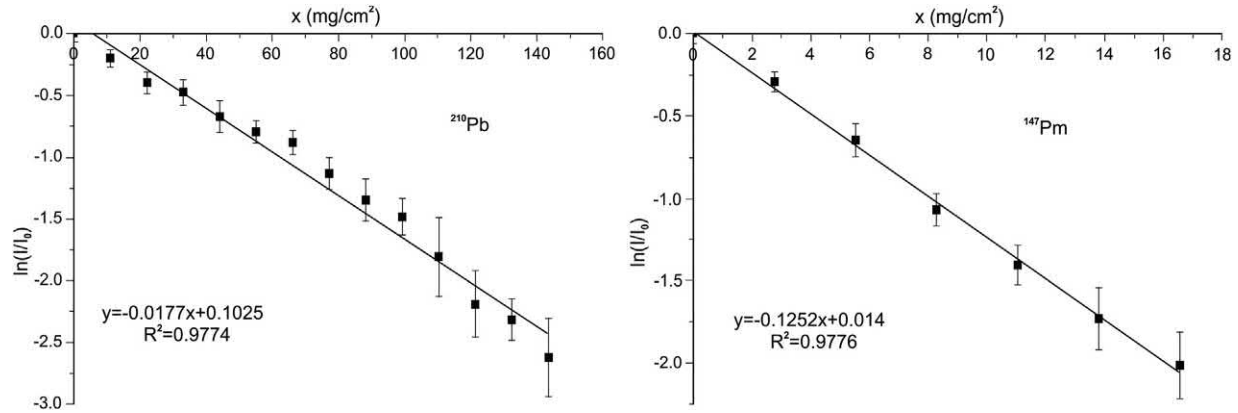 x (mg/cm²)
0 20 40 60 80 100 120 140 160
0.0
-0.5
-1.0
-1.5
-2.0
-2.5
-3.0
ln(I/I₀)
²¹⁰Pb
y=-0.0177x+0.1025
R²=0.9774
x (mg/cm²)
0 2 4 6 8 10 12 14 16 18
0.0
-0.5
-1.0
-1.5
-2.0
ln(I/I₀)
¹⁴⁷Pm
y=-0.1252x+0.014
R²=0.9776